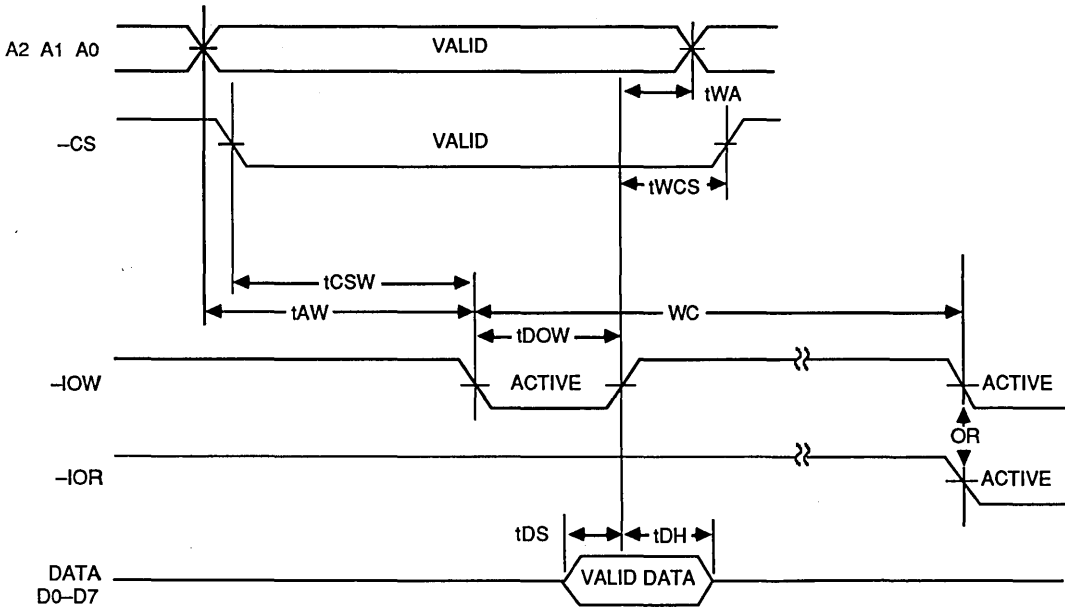 A2 A1 A0
VALID
tWA
–CS
VALID
tWCS
tCSW
tAW
WC
tDOW
–IOW
ACTIVE
ACTIVE
OR
–IOR
ACTIVE
tDS
tDH
DATA
D0–D7
VALID DATA